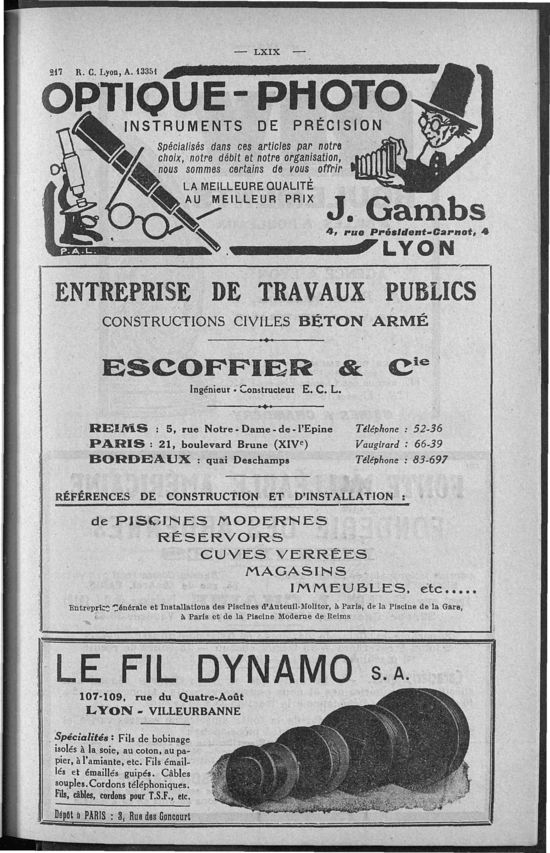 — LXIX —
217 R. C. Lyon, A. 13351
OPTIQUE-PHOTO
INSTRUMENTS DE PRÉCISION
Spécialisés dans ces articles par notre
choix, notre débit et notre organisation,
nous sommes certains de vous offrir
LA MEILLEURE QUALITÉ
AU MEILLEUR PRIX
J. Gambs
4, rue Président-Carnot, 4
LYON
P.A.L.
ENTREPRISE DE TRAVAUX PUBLICS
CONSTRUCTIONS CIVILES BÉTON ARMÉ
ESCOFFIER & Cie
Ingénieur - Constructeur E. C. L.
REIMS : 5, rue Notre-Dame-de-l'Epine Téléphone : 52-36
PARIS : 21, boulevard Brune (XIVe) Vaugirard : 66-39
BORDEAUX : quai Deschamps Téléphone : 83-697
RÉFÉRENCES DE CONSTRUCTION ET D'INSTALLATION :
de PISCINES MODERNES
RÉSERVOIRS
CUVES VERRÉES
MAGASINS
IMMEUBLES, etc.....
Entreprise Générale et Installations des Piscines d'Auteuil-Molitor, à Paris, de la Piscine de la Gare,
à Paris et de la Piscine Moderne de Reims
LE FIL DYNAMO S. A.
107-109, rue du Quatre-Août
LYON - VILLEURBANNE
Spécialités : Fils de bobinage
isolés à la soie, au coton, au pa-
pier, à l'amiante, etc. Fils émail-
lés et émaillés guipés. Câbles
souples. Cordons téléphoniques.
Fils, câbles, cordons pour T.S.F., etc.
Dépôt à PARIS : 3, Rue des Goncourt